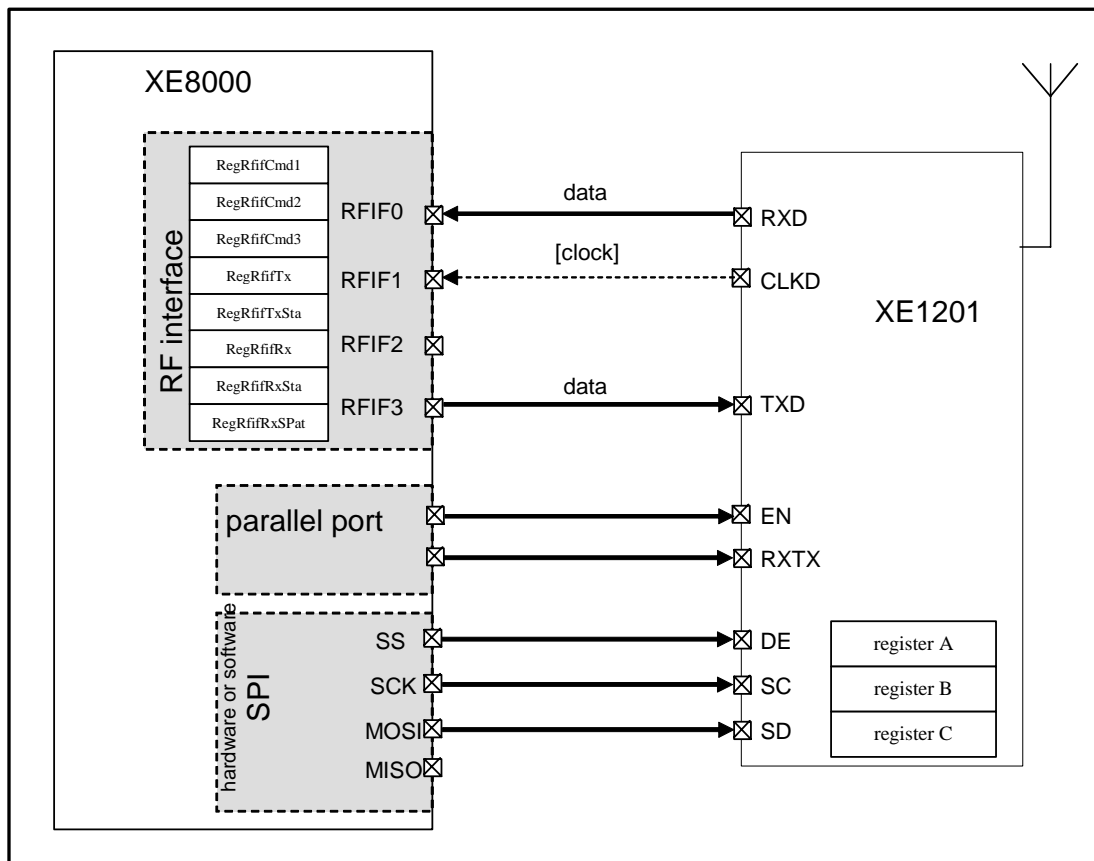 XE8000
RF interface
RegRfifCmd1
RegRfifCmd2
RegRfifCmd3
RegRfifTx
RegRfifTxSta
RegRfifRx
RegRfifRxSta
RegRfifRxSPat
RFIF0
RFIF1
RFIF2
RFIF3
data
[clock]
data
RXD
CLKD
TXD
XE1201
parallel port
EN
RXTX
hardware or software
SPI
SS
SCK
MOSI
MISO
DE
SC
SD
register A
register B
register C